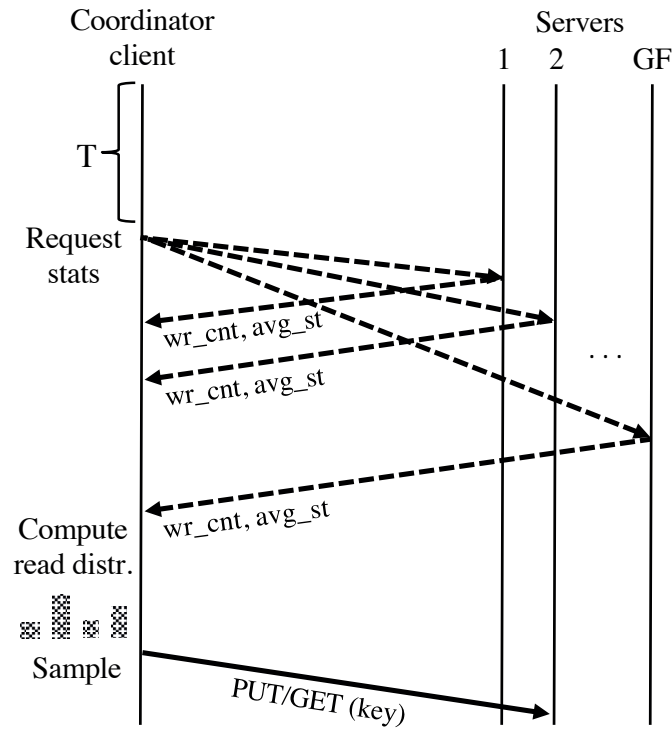 Coordinator
client
Servers
1 2 GF
T
Request
stats
wr_cnt, avg_st
wr_cnt, avg_st
. . .
wr_cnt, avg_st
Compute
read distr.
Sample
PUT/GET (key)